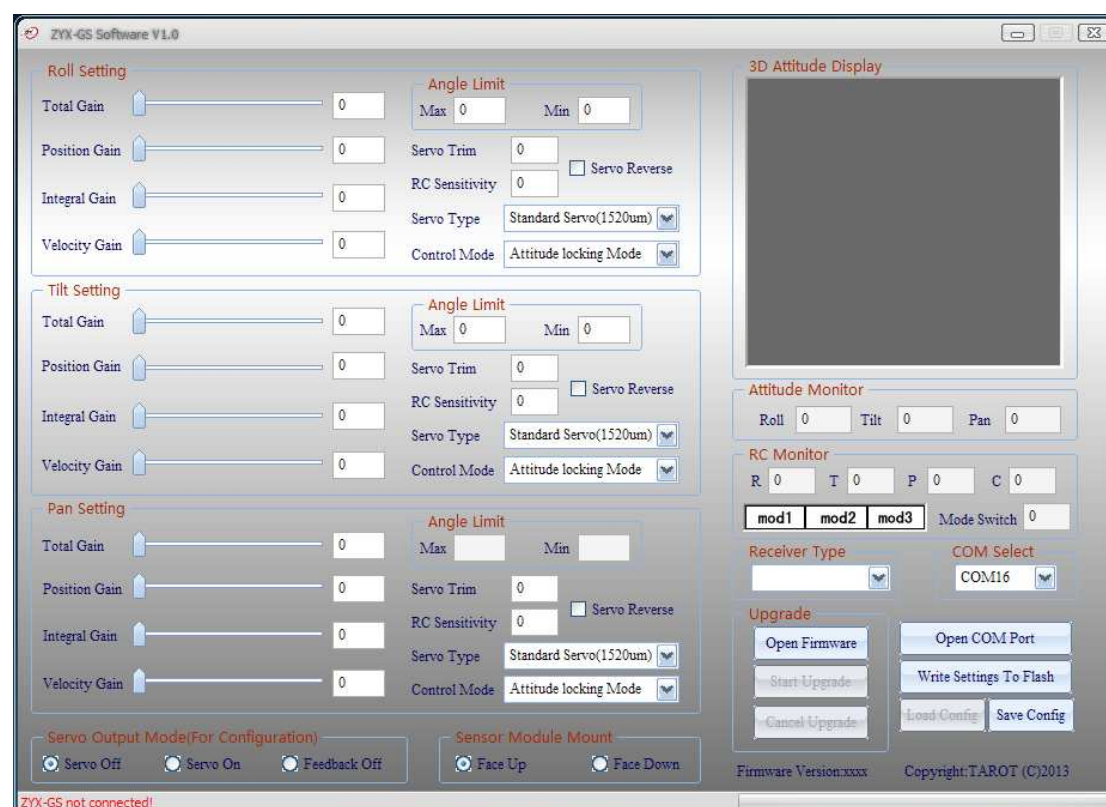 ZYX-GS Software V1.0
Roll Setting
Total Gain 0
Position Gain 0
Integral Gain 0
Velocity Gain 0
Angle Limit
Max 0 Min 0
Servo Trim 0
Servo Reverse
RC Sensitivity 0
Servo Type Standard Servo(1520um)
Control Mode Attitude locking Mode
Tilt Setting
Total Gain 0
Position Gain 0
Integral Gain 0
Velocity Gain 0
Angle Limit
Max 0 Min 0
Servo Trim 0
Servo Reverse
RC Sensitivity 0
Servo Type Standard Servo(1520um)
Control Mode Attitude locking Mode
Pan Setting
Total Gain 0
Position Gain 0
Integral Gain 0
Velocity Gain 0
Angle Limit
Max Min
Servo Trim 0
Servo Reverse
RC Sensitivity 0
Servo Type Standard Servo(1520um)
Control Mode Attitude locking Mode
Servo Output Mode(For Configuration)
Servo Off Servo On Feedback Off
Sensor Module Mount
Face Up Face Down
3D Attitude Display
Attitude Monitor
Roll 0 Tilt 0 Pan 0
RC Monitor
R 0 T 0 P 0 C 0
mod1 mod2 mod3 Mode Switch 0
Receiver Type
COM Select
COM16
Upgrade
Open Firmware
Start Upgrade
Cancel Upgrade
Open COM Port
Write Settings To Flash
Load Config Save Config
Firmware Version:xxxx Copyright:TAROT (C)2013
ZYX-GS not connected!